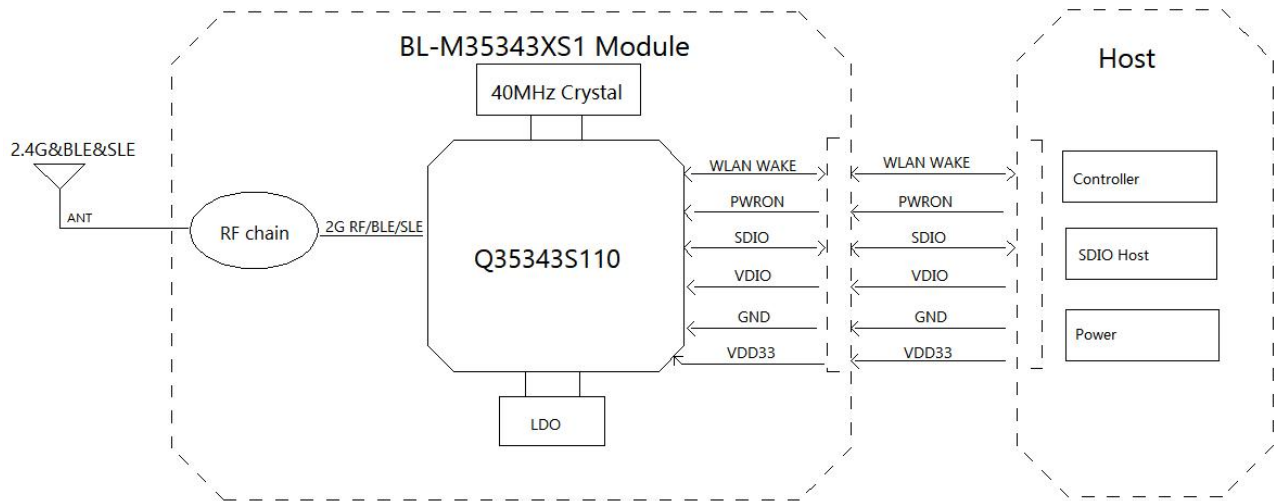 BL-M35343XS1 Module
Host
40MHz Crystal
2.4G&BLE&SLE
ANT
RF chain
2G RF/BLE/SLE
Q35343S110
WLAN WAKE
PWRON
SDIO
VDIO
GND
VDD33
WLAN WAKE
PWRON
SDIO
VDIO
GND
VDD33
Controller
SDIO Host
Power
LDO